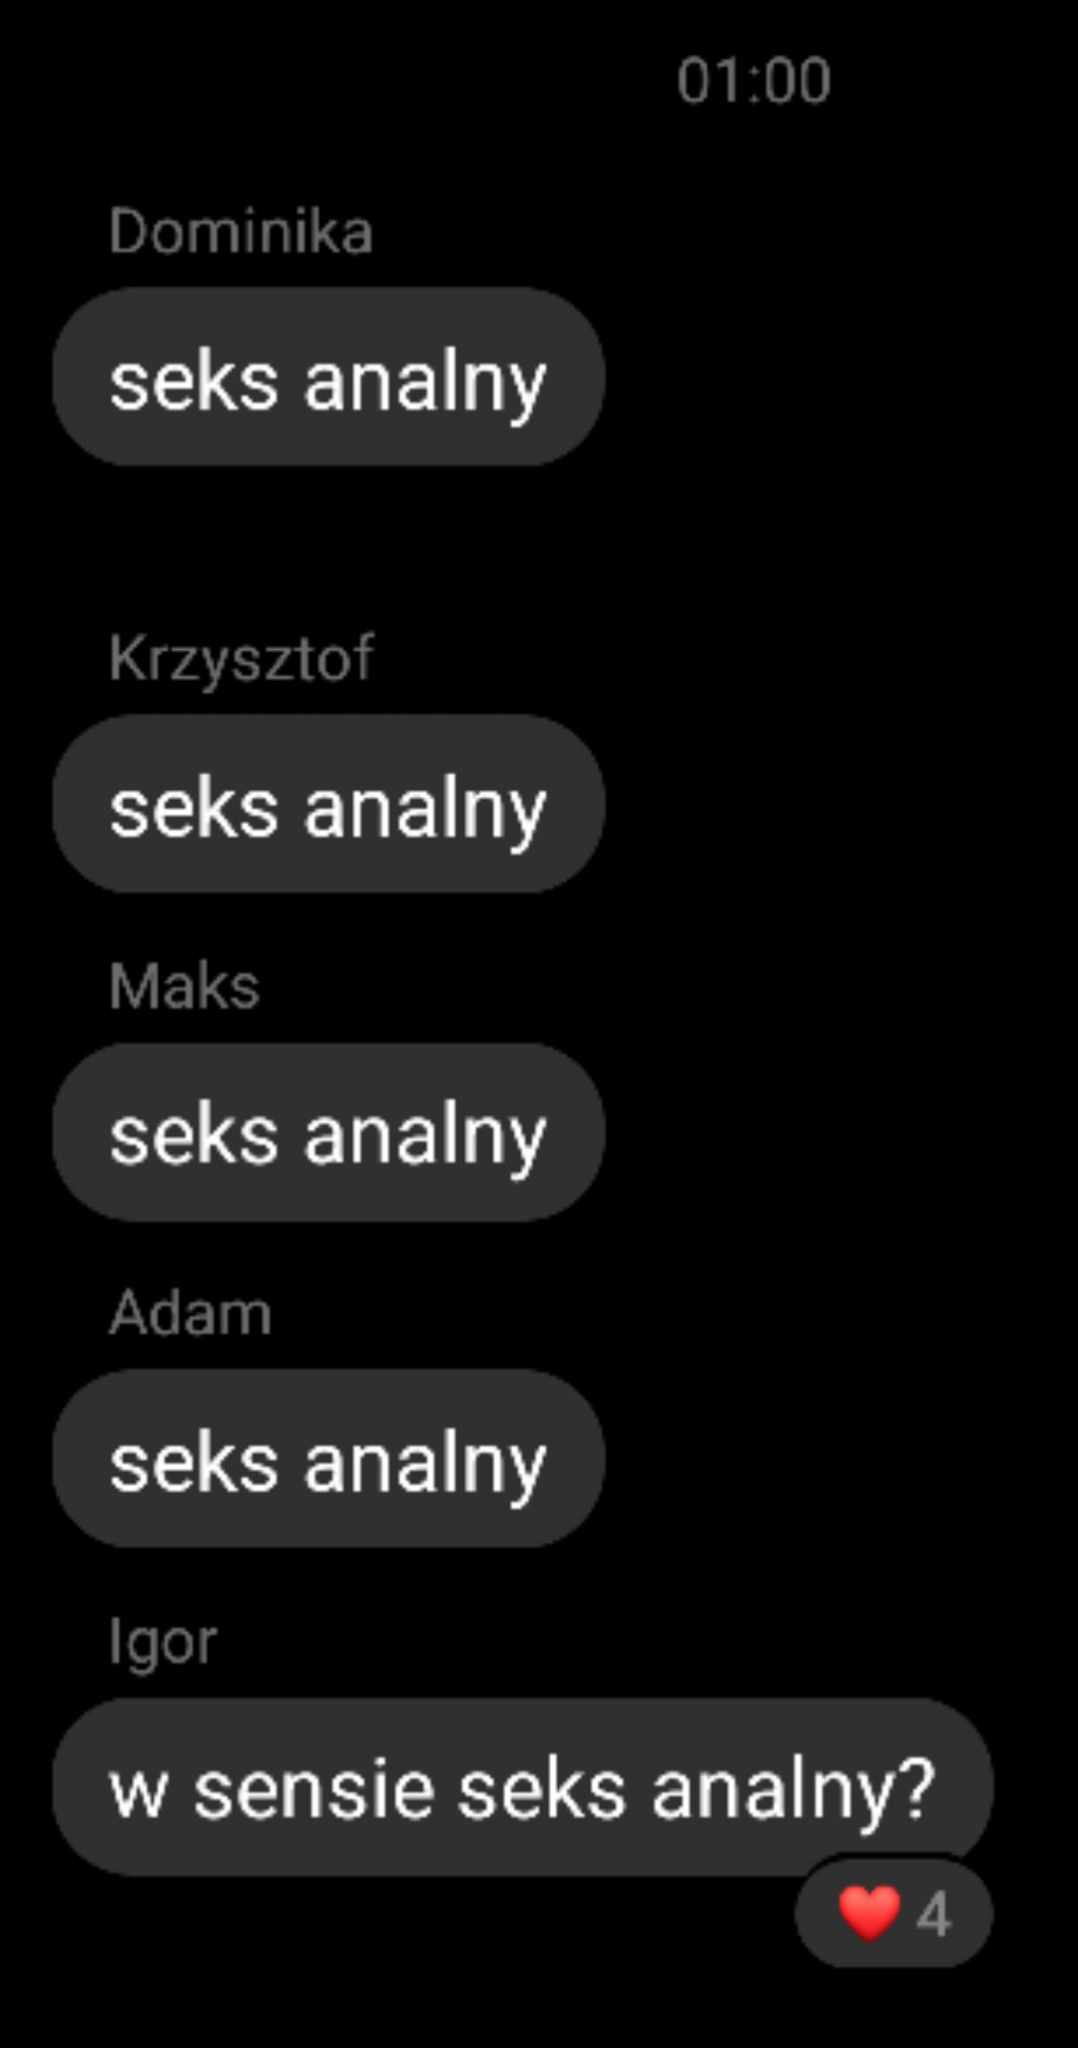 01:00
Dominika
seks analny
Krzysztof
seks analny
Maks
seks analny
Adam
seks analny
Igor
w sensie seks analny?
❤️ 4